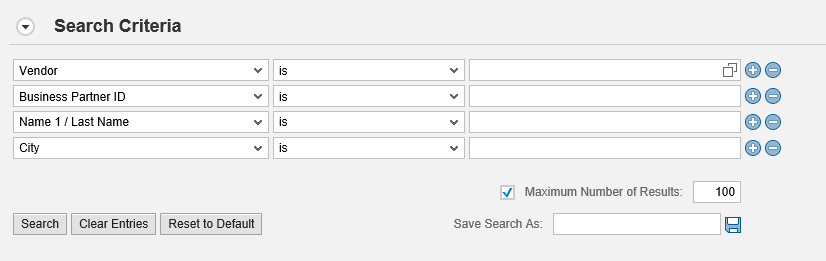 Search Criteria
Vendor is
Business Partner ID is
Name 1 / Last Name is
City is
Maximum Number of Results: 100
Search Clear Entries Reset to Default Save Search As: